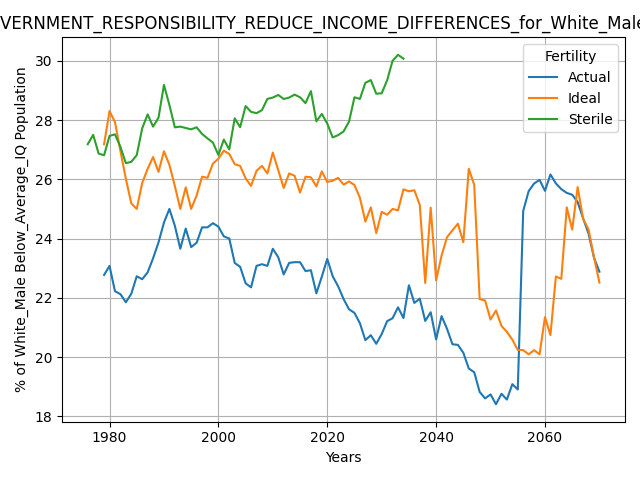 VERNMENT_RESPONSIBILITY_REDUCE_INCOME_DIFFERENCES_for_White_Male
Fertility
Actual
Ideal
Sterile
% of White_Male Below_Average_IQ Population
30
28
26
24
22
20
18
1980
2000
2020
2040
2060
Years